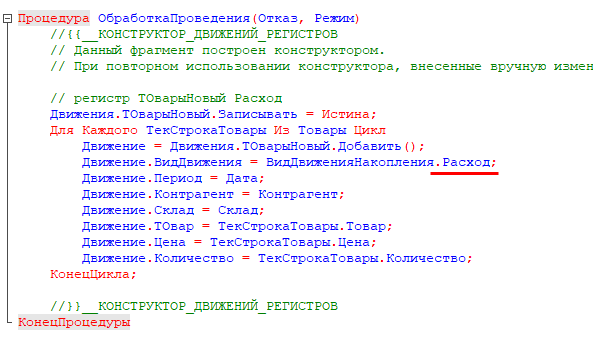 Процедура ОбработкаПроведения(Отказ, Режим)
//{{__КОНСТРУКТОР_ДВИЖЕНИЙ_РЕГИСТРОВ
// Данный фрагмент построен конструктором.
// При повторном использовании конструктора, внесенные вручную измен
// регистр ТОварыНовый Расход
Движения.ТОварыНовый.Записывать = Истина;
Для Каждого ТекСтрокаТовары Из Товары Цикл
Движение = Движения.ТОварыНовый.Добавить();
Движение.ВидДвижения = ВидДвиженияНакопления.Расход;
Движение.Период = Дата;
Движение.Контрагент = Контрагент;
Движение.Склад = Склад;
Движение.ТОвар = ТекСтрокаТовары.Товар;
Движение.Цена = ТекСтрокаТовары.Цена;
Движение.Количество = ТекСтрокаТовары.Количество;
КонецЦикла;
//}}__КОНСТРУКТОР_ДВИЖЕНИЙ_РЕГИСТРОВ
КонецПроцедуры